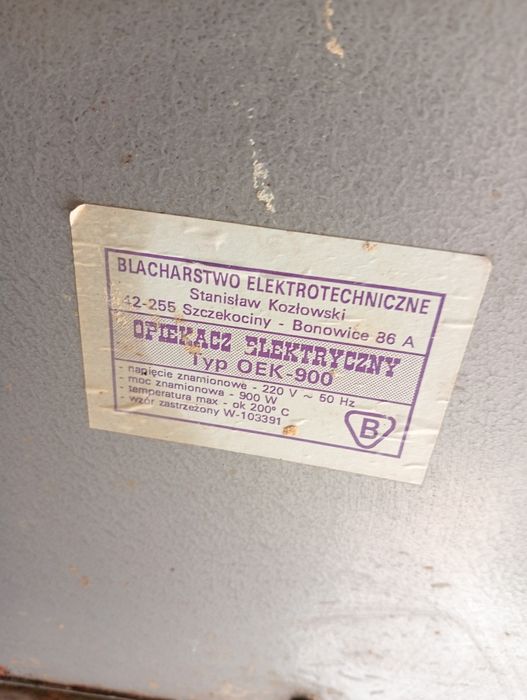 BLACHARSTWO ELEKTROTECHNICZNE
Stanisław Kozłowski
42-255 Szczekociny - Bonowice 86 A
OPIEKACZ ELEKTRYCZNY
Typ OEK-900
- napięcie znamionowe - 220 V ~ 50 Hz
- moc znamionowa - 900 W
- temperatura max - ok 200° C
wzór zastrzeżony W-103391
B